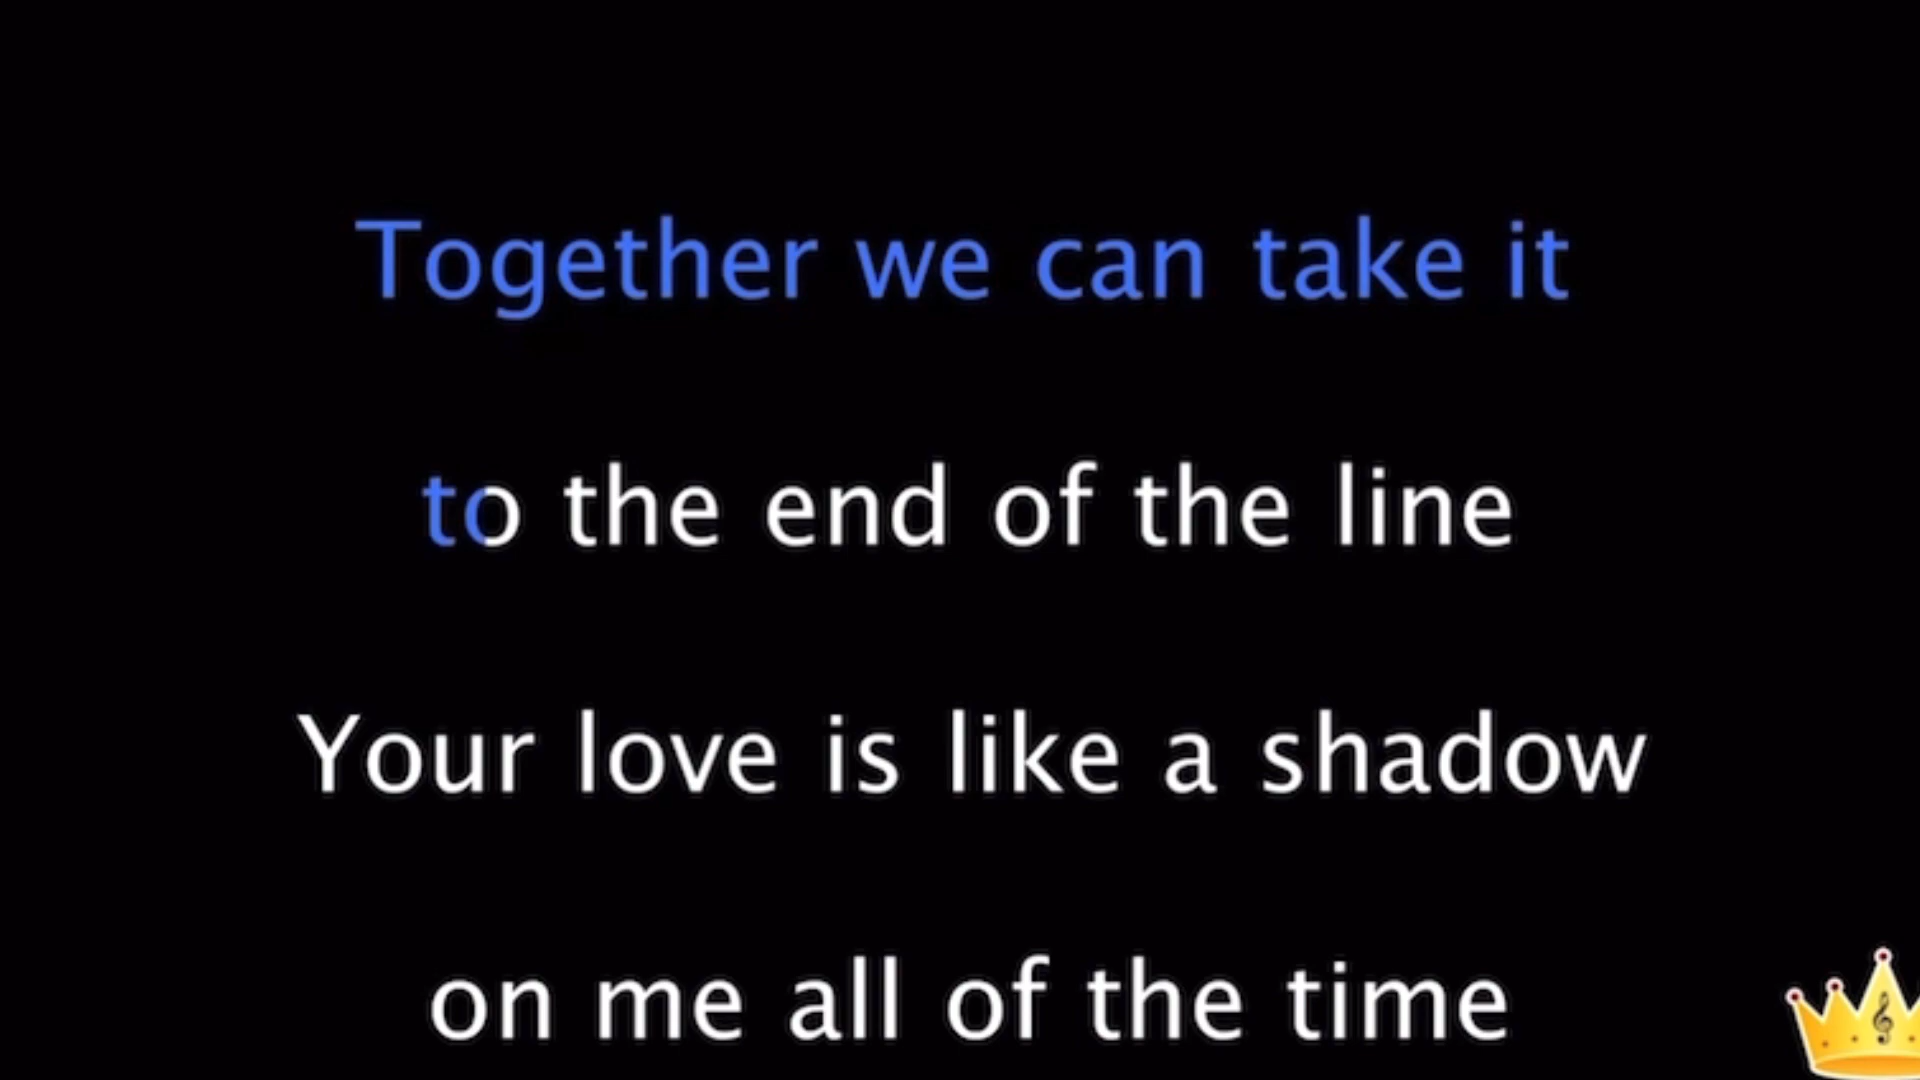 Together we can take it
to the end of the line
Your love is like a shadow
on me all of the time